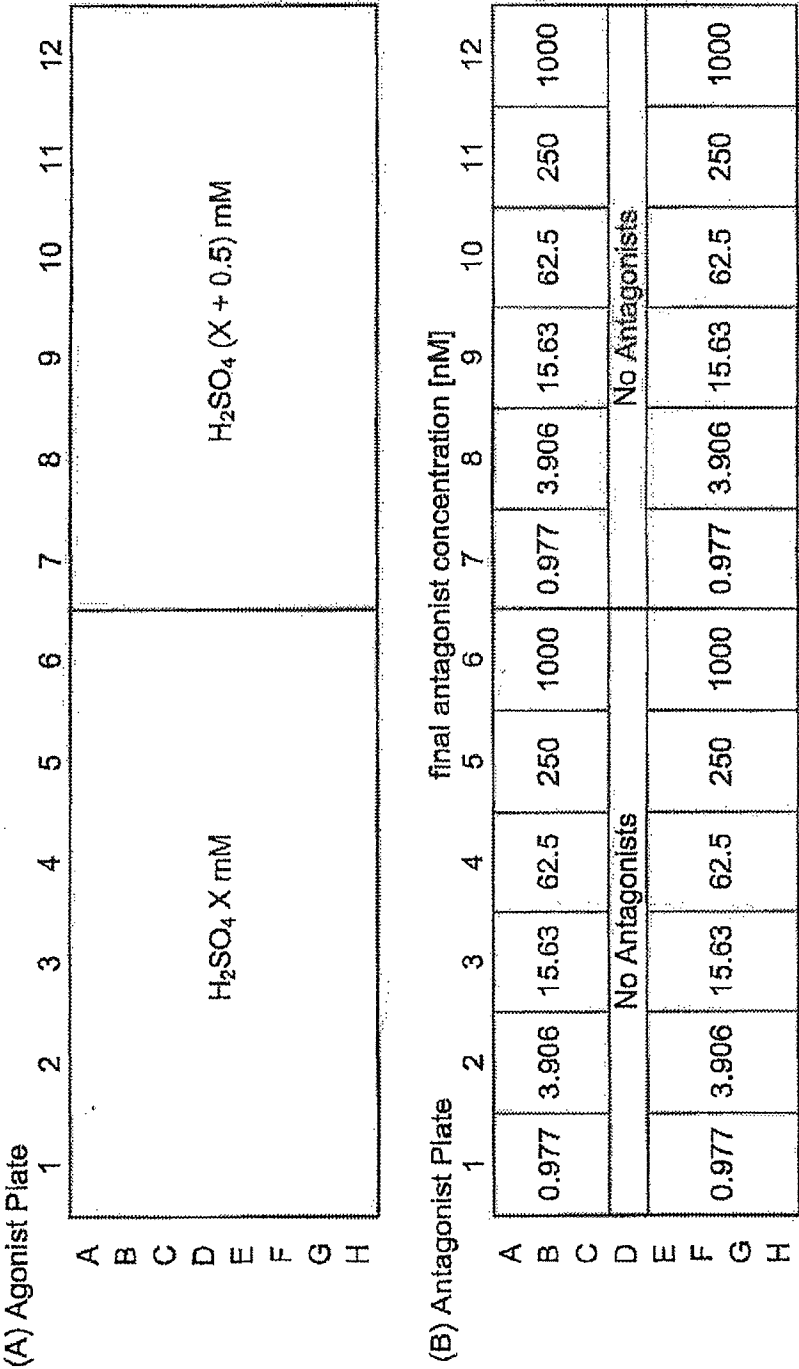 (A) Agonist Plate
1 2 3 4 5 6 7 8 9 10 11 12
A
B
C
D
E
F
G
H
H₂SO₄ X mM
H₂SO₄ (X + 0.5) mM
(B) Antagonist Plate
final antagonist concentration [nM]
1 2 3 4 5 6 7 8 9 10 11 12
A
B 0.977 3.906 15.63 62.5 250 1000 0.977 3.906 15.63 62.5 250 1000
C
D No Antagonists No Antagonists
E
F
0.977 3.906 15.63 62.5 250 1000 0.977 3.906 15.63 62.5 250 1000
G
H